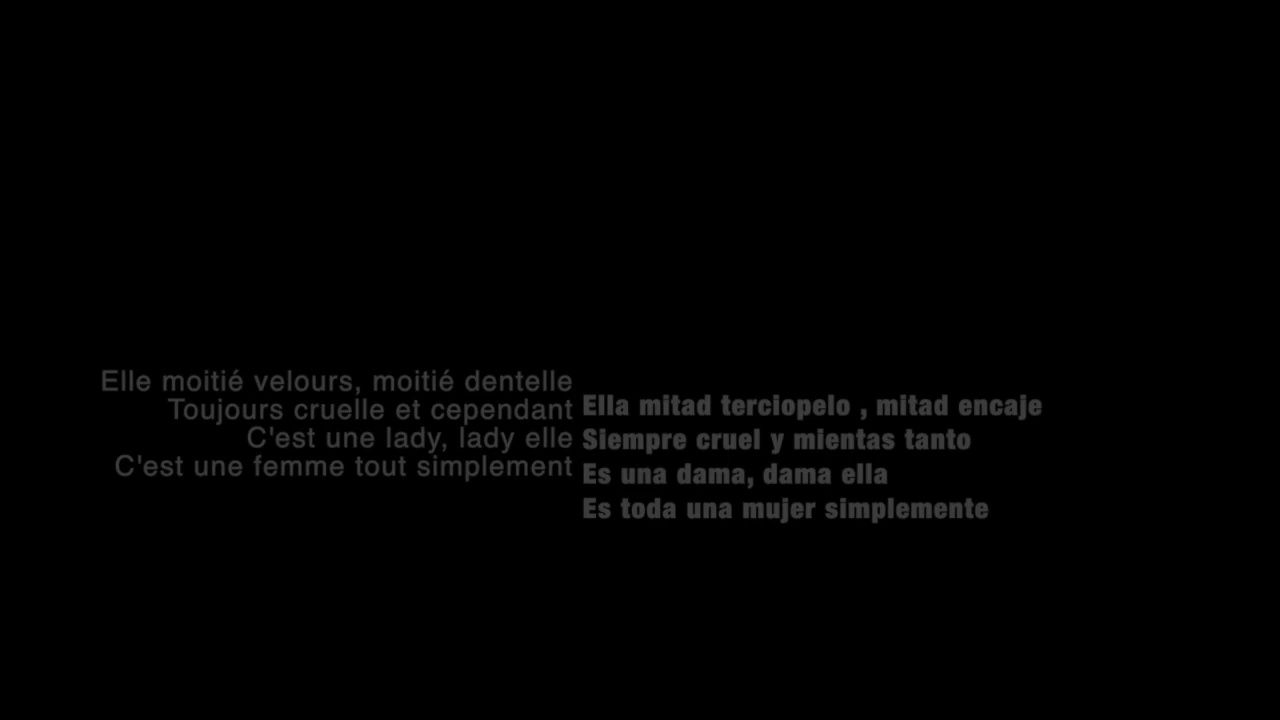 Elle moitié velours, moitié dentelle
Toujours cruelle et cependant
C'est une lady, lady elle
C'est une femme tout simplement
Ella mitad terciopelo , mitad encaje
Siempre cruel y mientas tanto
Es una dama, dama ella
Es toda una mujer simplemente